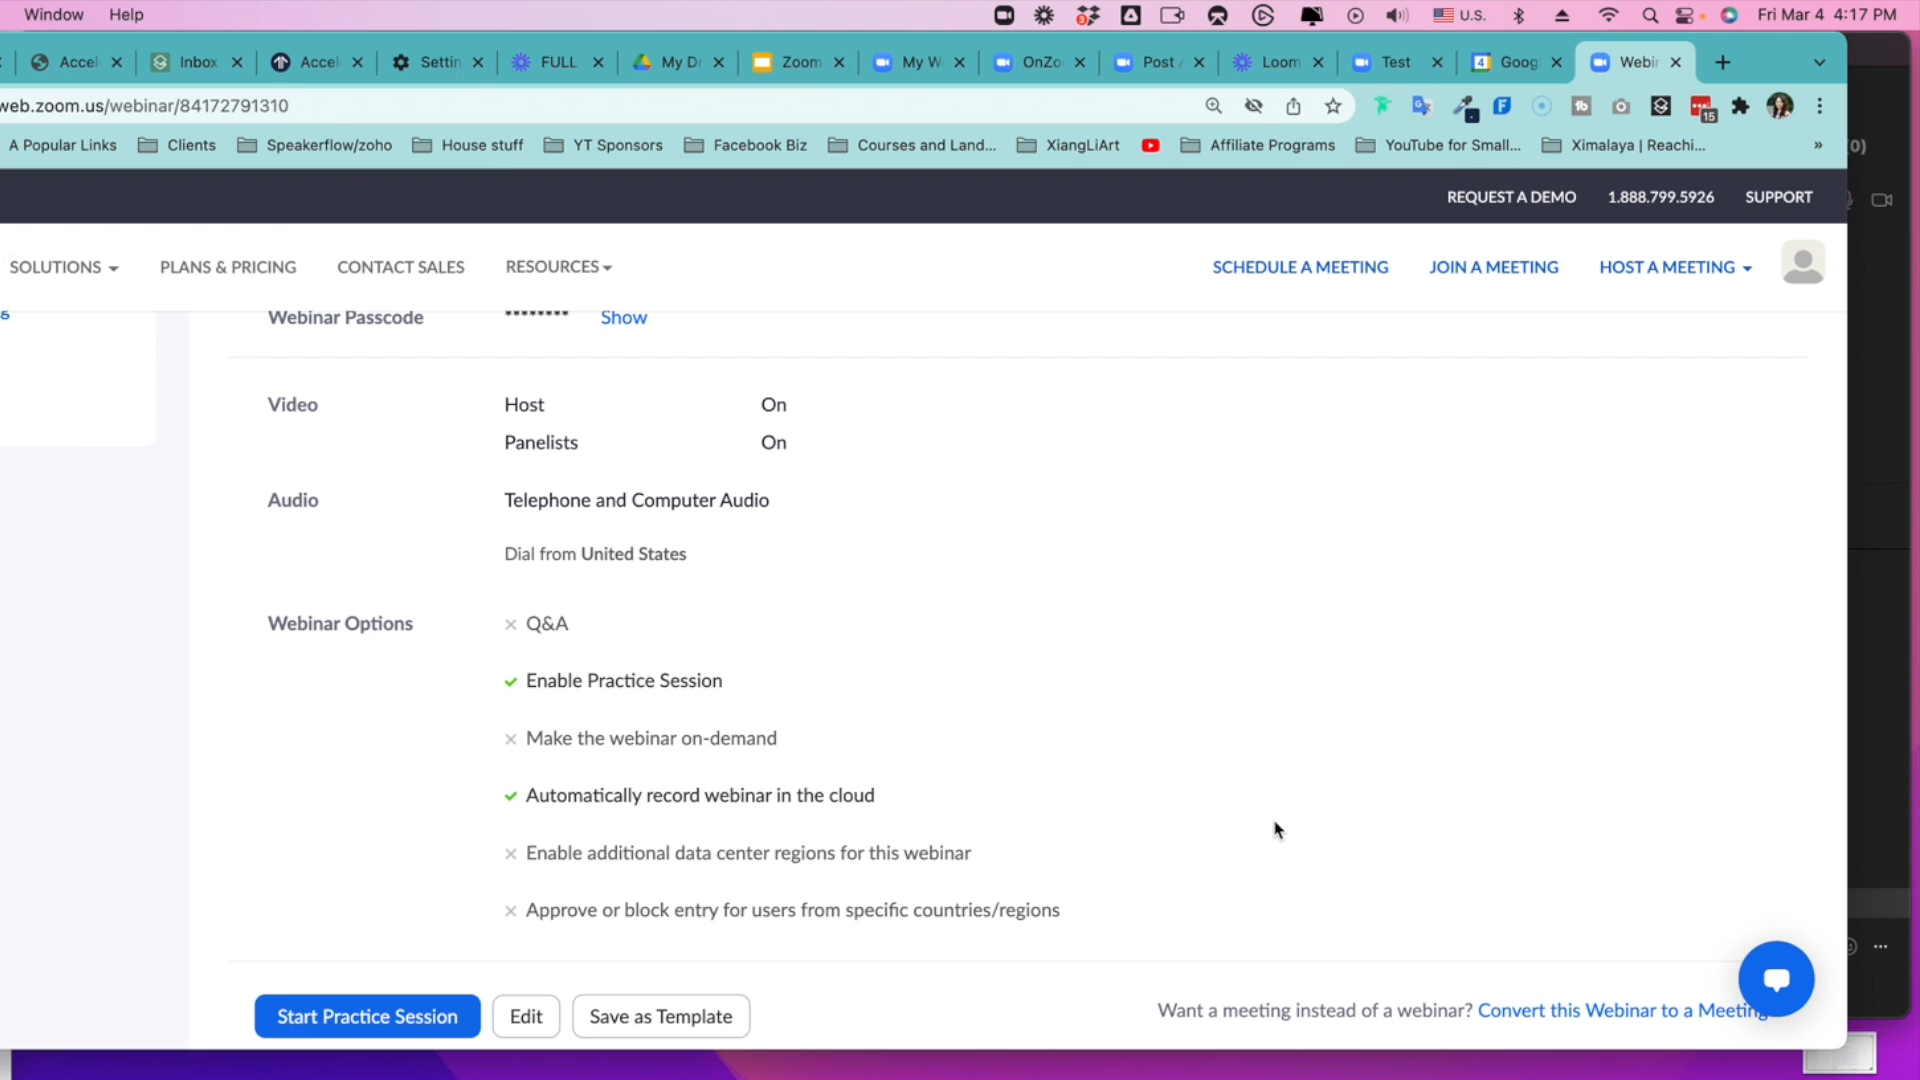 Window Help
3
U.S. Fri Mar 4 4:17 PM
Accel Inbox Accel Settin FULL My Dr Zoom My W OnZo Post Loom Test 4 Goog Webin
web.zoom.us/webinar/84172791310
15
A Popular Links Clients Speakerflow/zoho House stuff YT Sponsors Facebook Biz Courses and Land... XiangLiArt Affiliate Programs YouTube for Small... Ximalaya | Reachi... »
REQUEST A DEMO 1.888.799.5926 SUPPORT
SOLUTIONS PLANS & PRICING CONTACT SALES RESOURCES SCHEDULE A MEETING JOIN A MEETING HOST A MEETING
Webinar Passcode ******** Show
Video Host On
Panelists On
Audio Telephone and Computer Audio
Dial from United States
Webinar Options Q&A
Enable Practice Session
Make the webinar on-demand
Automatically record webinar in the cloud
Enable additional data center regions for this webinar
Approve or block entry for users from specific countries/regions
Start Practice Session Edit Save as Template Want a meeting instead of a webinar? Convert this Webinar to a Meeting